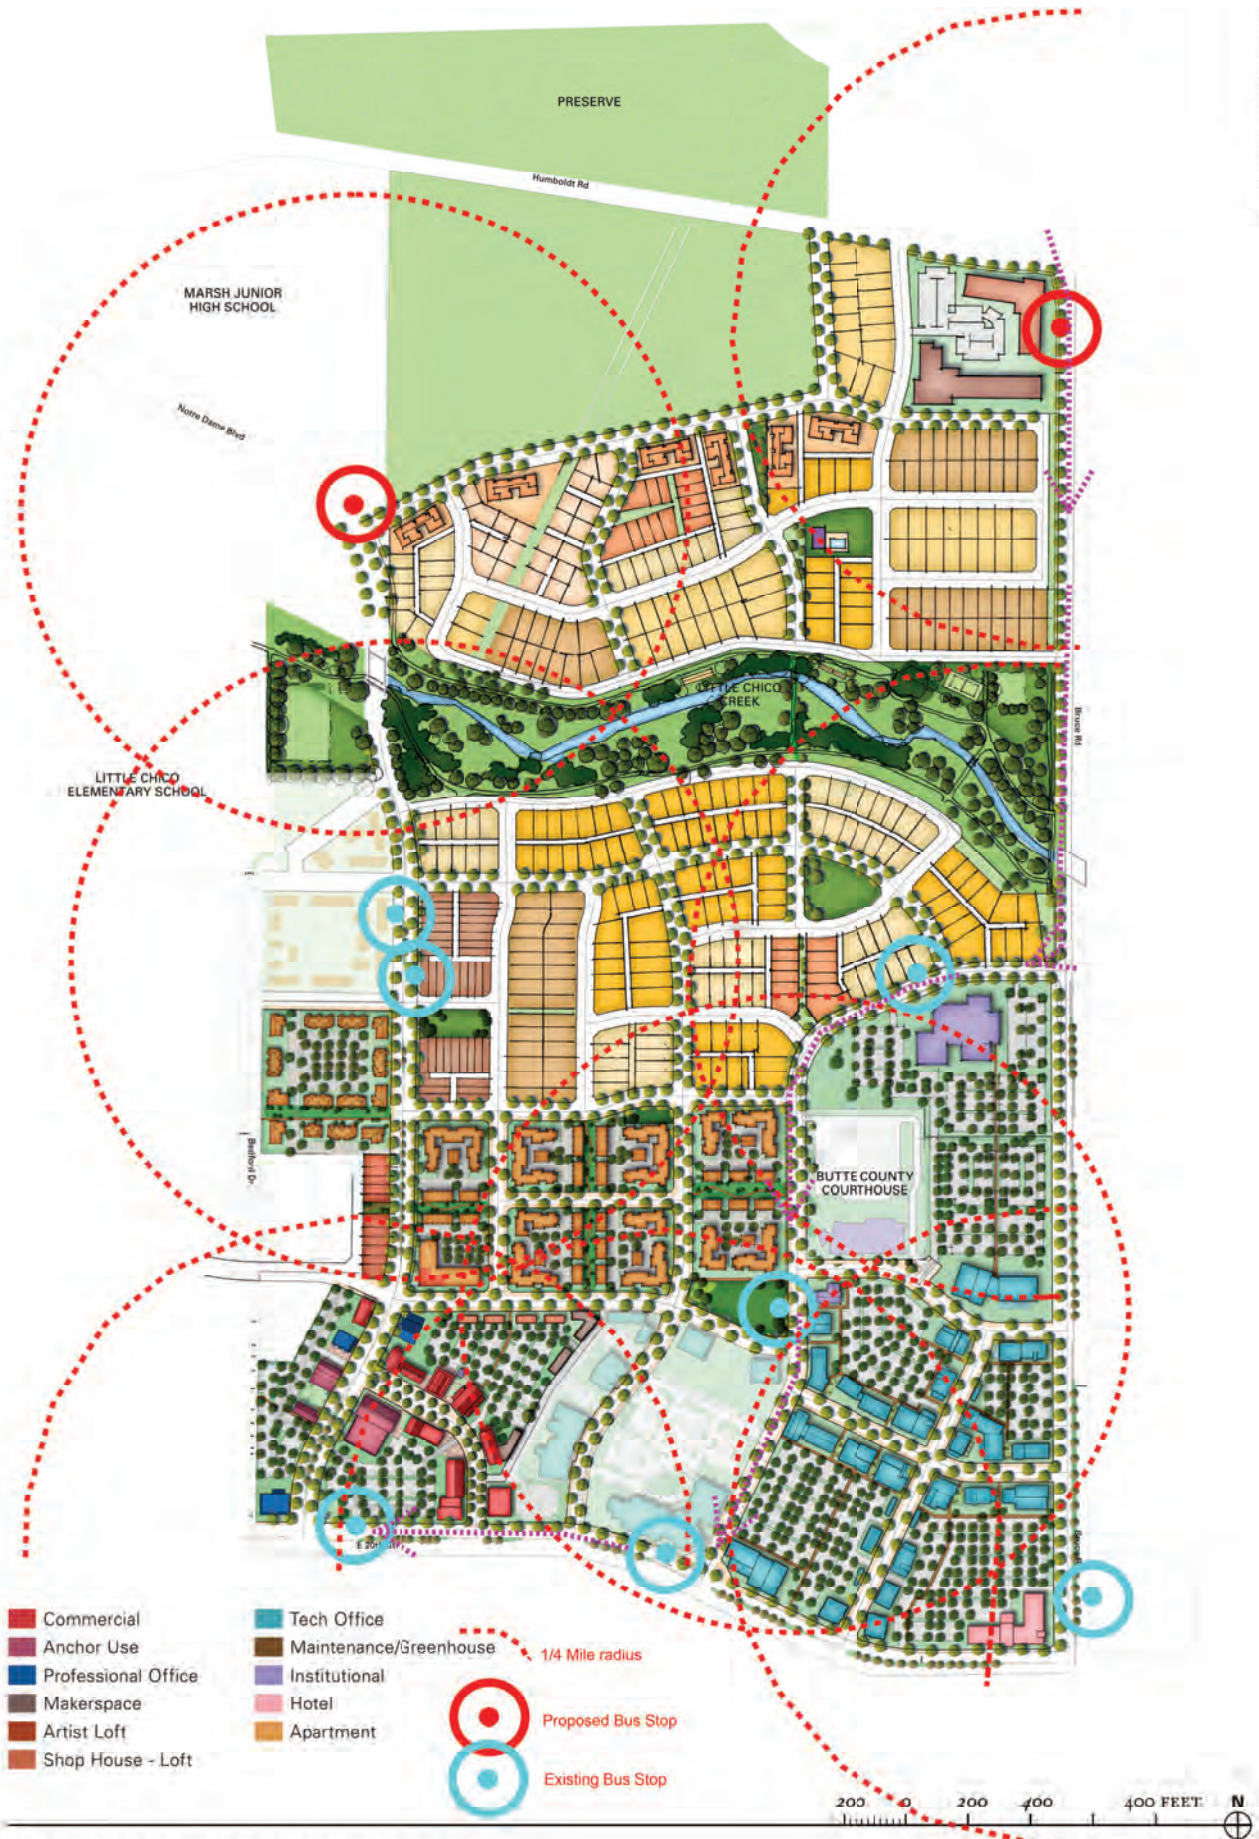 PRESERVE
Humboldt Rd
MARSH JUNIOR
HIGH SCHOOL
Notre Dame Blvd
LITTLE CHICO
CREEK
Bruce Rd
LITTLE CHICO
ELEMENTARY SCHOOL
BUTTE COUNTY
COURTHOUSE
Commercial
Anchor Use
Professional Office
Makerspace
Artist Loft
Shop House - Loft
Tech Office
Maintenance/Greenhouse
Institutional
Hotel
Apartment
1/4 Mile radius
Proposed Bus Stop
Existing Bus Stop
200 0 200 400 400 FEET
N